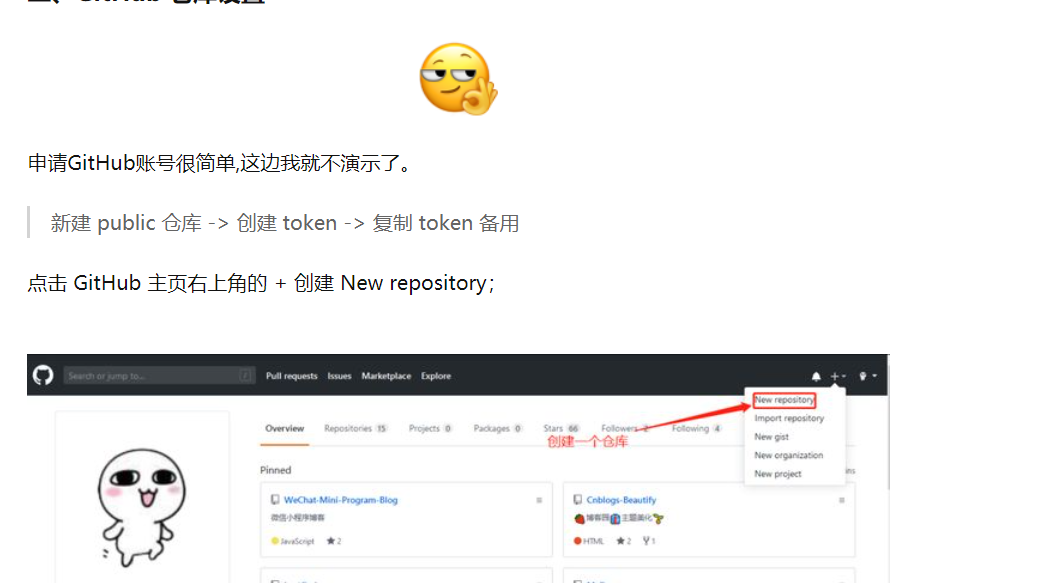 GitHub 仓库设置
申请GitHub账号很简单,这边我就不演示了。
新建 public 仓库 -> 创建 token -> 复制 token 备用
点击 GitHub 主页右上角的 + 创建 New repository；
Search or jump to... / Pull requests Issues Marketplace Explore
New repository
Import repository
New gist
New organization
New project
Overview Repositories 15 Projects 0 Packages 0 Stars 66 Followers 2 Following 4
创建一个仓库
Pinned
WeChat-Mini-Program-Blog
微信小程序博客
JavaScript 2
Cnblogs-Beautify
博客园主题美化
HTML 2 1